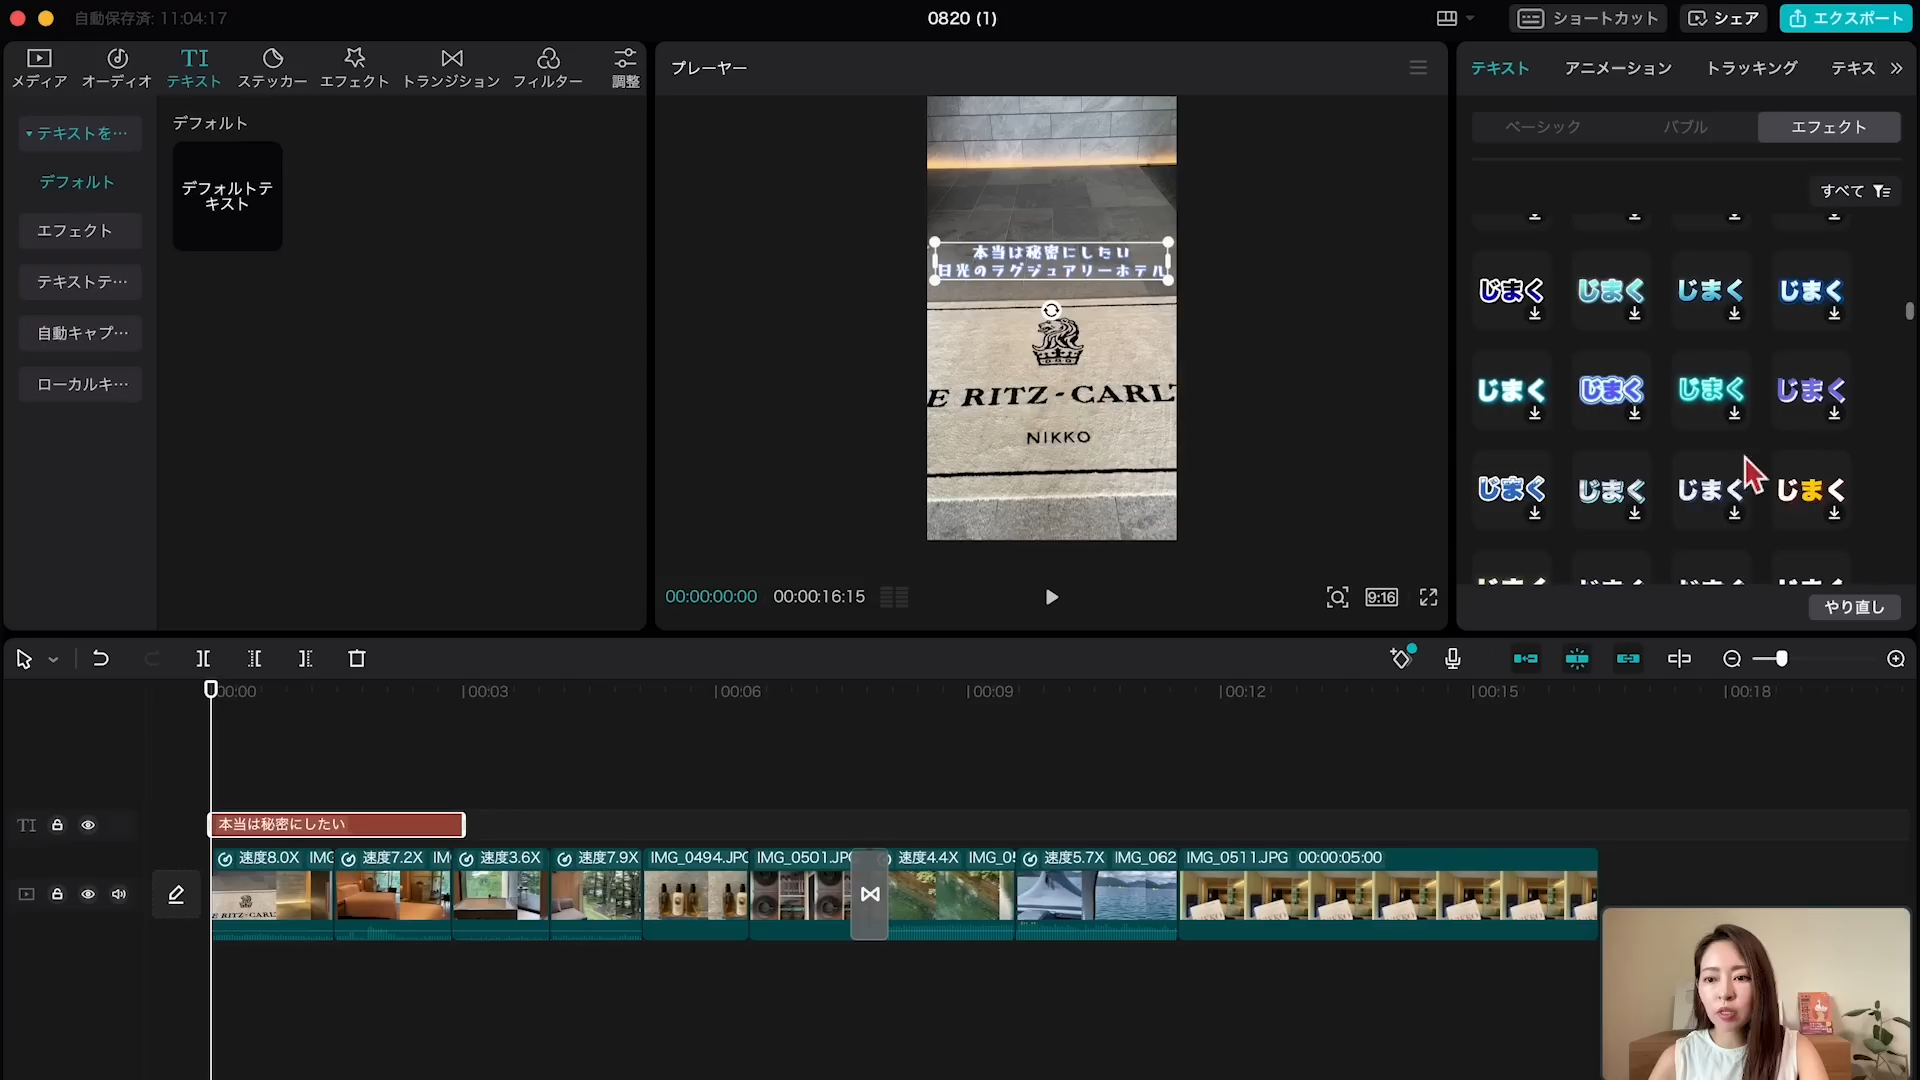 自動保存済: 11:04:17
0820 (1)
ショートカット
シェア
エクスポート
メディア
オーディオ
テキスト
ステッカー
エフェクト
トランジション
フィルター
調整
テキストを…
デフォルト
エフェクト
テキストテ…
自動キャプ…
ローカルキ…
デフォルト
デフォルトテ
キスト
プレーヤー
本当は秘密にしたい
日光のラグジュアリーホテル
E RITZ-CARL
NIKKO
00:00:00:00
00:00:16:15
9:16
テキスト
アニメーション
トラッキング
テキス
ベーシック
バブル
エフェクト
すべて
じまく じまく じまく じまく
じまく じまく じまく じまく
じまく じまく じまく じまく
やり直し
00:00
00:03
00:06
00:09
00:12
00:15
00:18
TI
本当は秘密にしたい
速度8.0X IMG
速度7.2X IM
速度3.6X
速度7.9X
IMG_0494.JPG
IMG_0501.JPG
速度4.4X IMG_05
速度5.7X IMG_062
IMG_0511.JPG 00:00:05:00
E RITZ-CARL